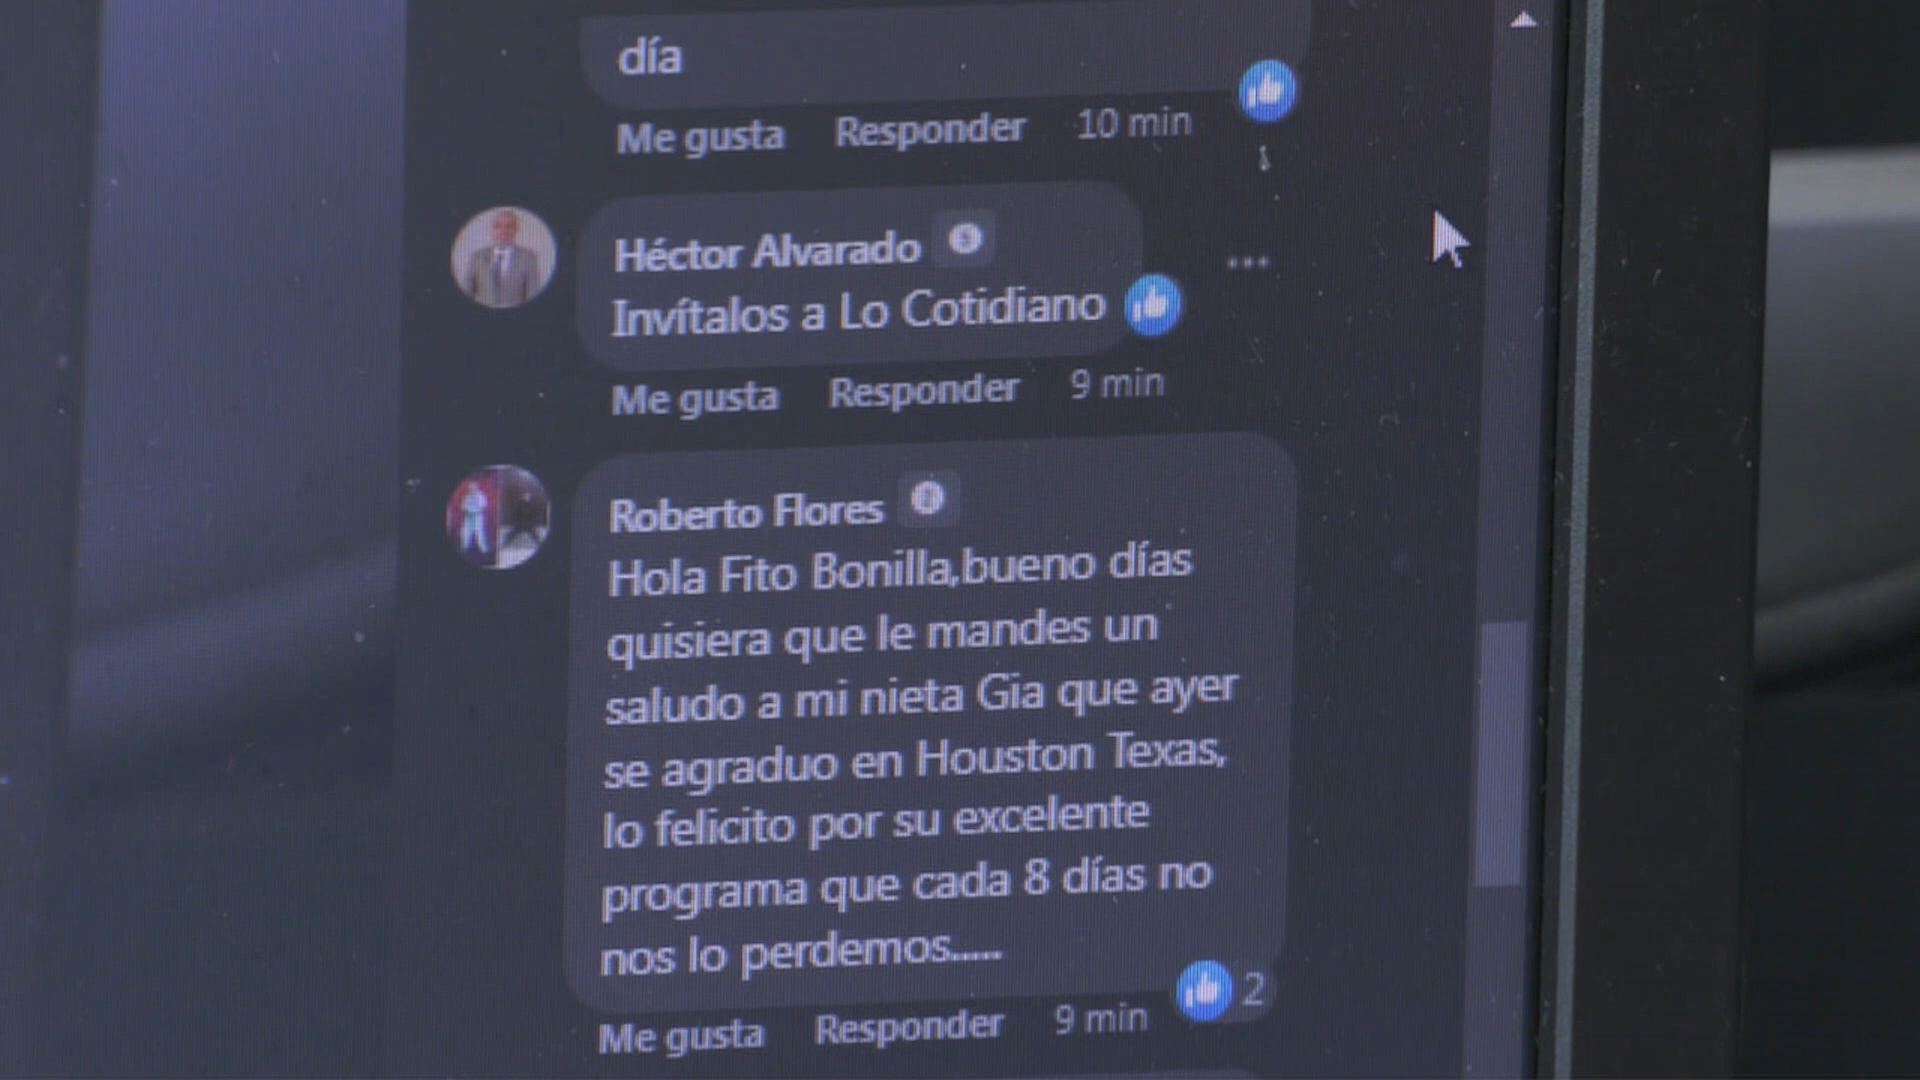 día
Me gusta Responder 10 min
Héctor Alvarado
Invítalos a Lo Cotidiano
Me gusta Responder 9 min
Roberto Flores
Hola Fito Bonilla,bueno días
quisiera que le mandes un
saludo a mi nieta Gia que ayer
se agraduo en Houston Texas,
lo felicito por su excelente
programa que cada 8 días no
nos lo perdemos.....
2
Me gusta Responder 9 min